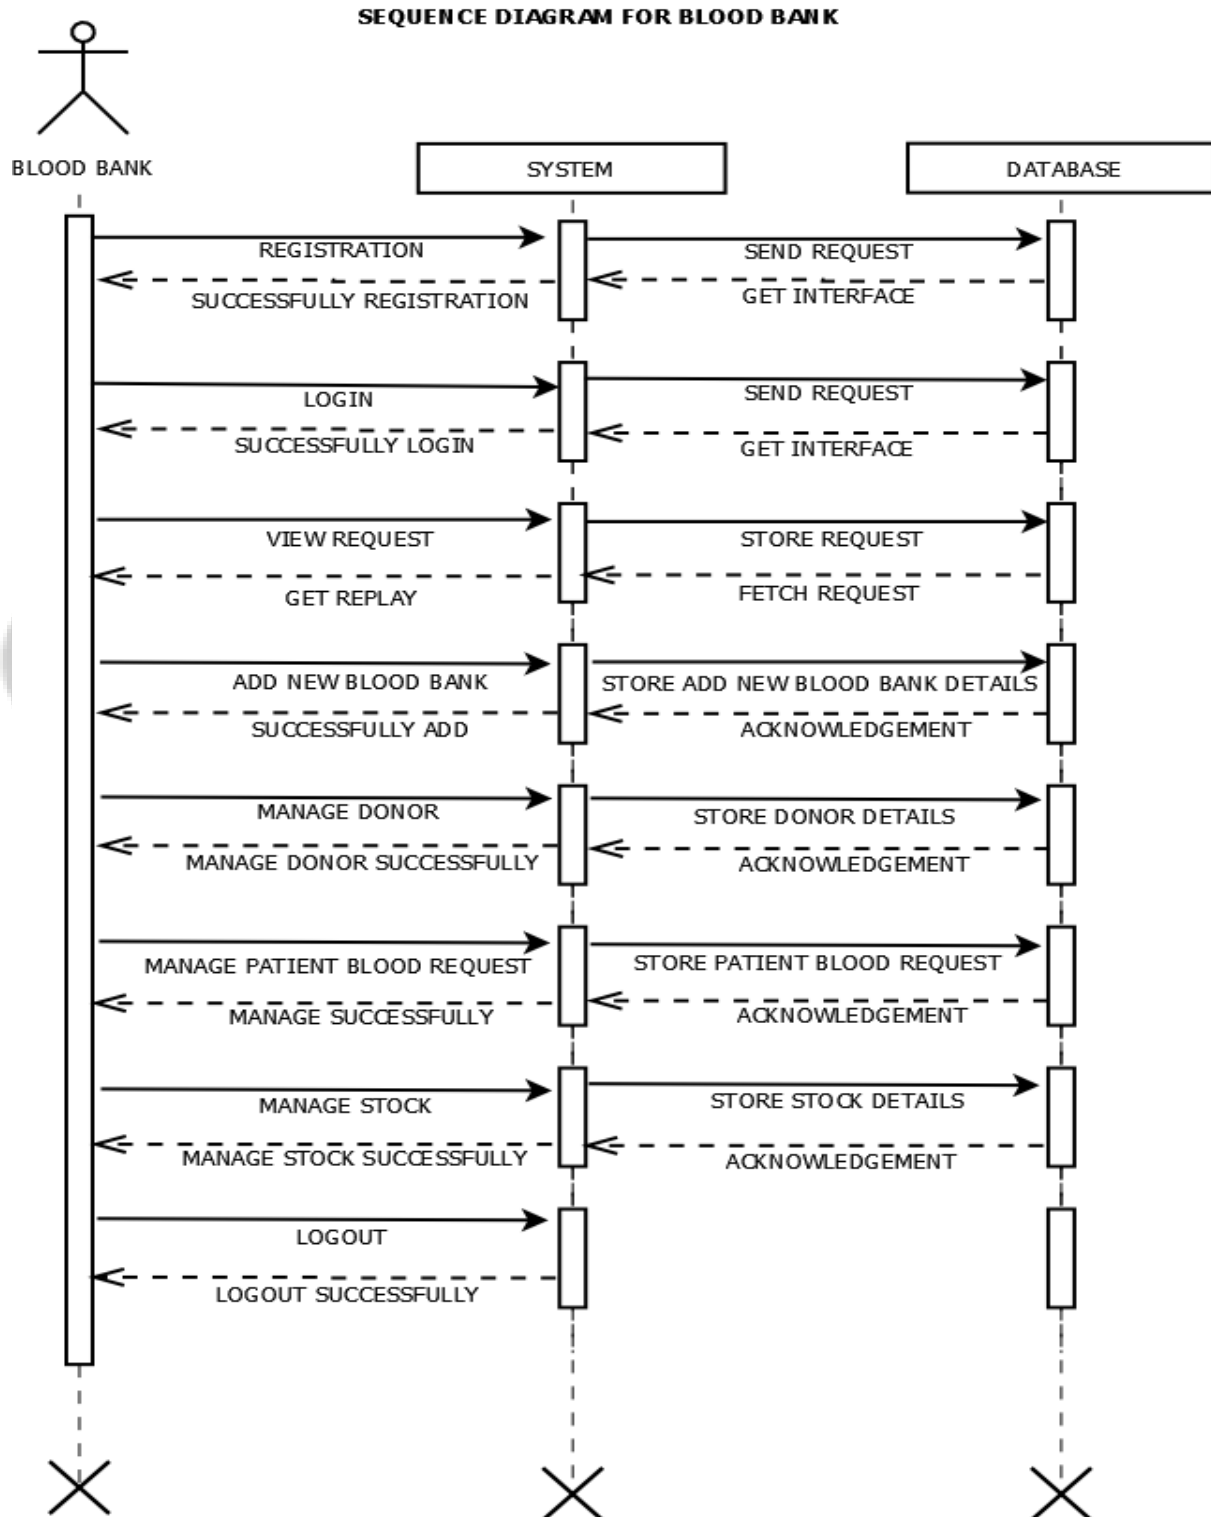 SEQUENCE DIAGRAM FOR BLOOD BANK
BLOOD BANK
SYSTEM
DATABASE
REGISTRATION
SEND REQUEST
SUCCESSFULLY REGISTRATION
GET INTERFACE
LOGIN
SEND REQUEST
SUCCESSFULLY LOGIN
GET INTERFACE
VIEW REQUEST
STORE REQUEST
GET REPLAY
FETCH REQUEST
ADD NEW BLOOD BANK
STORE ADD NEW BLOOD BANK DETAILS
SUCCESSFULLY ADD
ACKNOWLEDGEMENT
MANAGE DONOR
STORE DONOR DETAILS
MANAGE DONOR SUCCESSFULLY
ACKNOWLEDGEMENT
MANAGE PATIENT BLOOD REQUEST
STORE PATIENT BLOOD REQUEST
MANAGE SUCCESSFULLY
ACKNOWLEDGEMENT
MANAGE STOCK
STORE STOCK DETAILS
MANAGE STOCK SUCCESSFULLY
ACKNOWLEDGEMENT
LOGOUT
LOGOUT SUCCESSFULLY